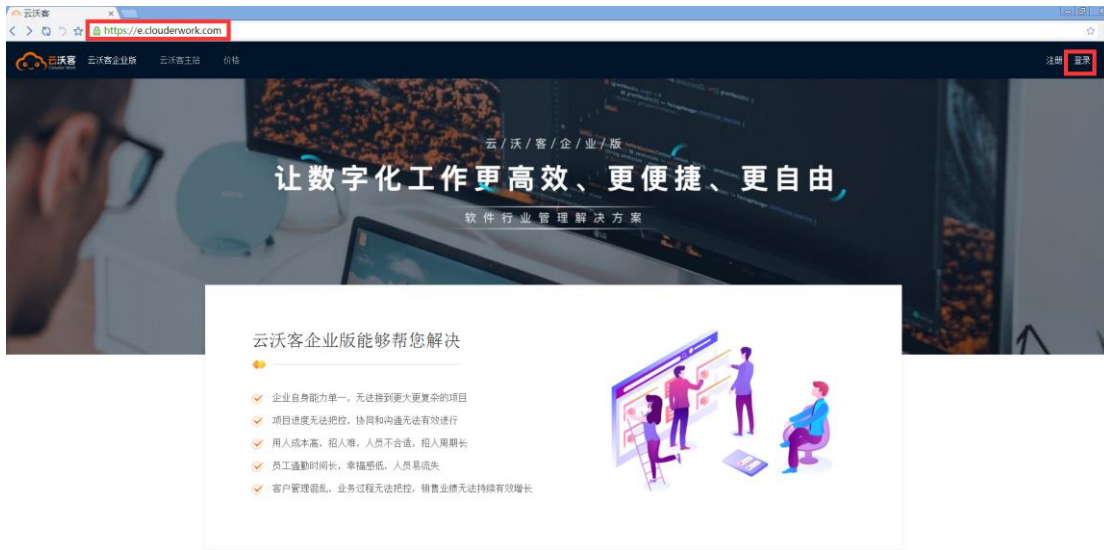 云沃客
https://e.clouderwork.com
云沃客 云沃客企业版 云沃客主站 价格 注册 登录
云/沃/客/企/业/版
让数字化工作更高效、更便捷、更自由
软件行业管理解决方案
云沃客企业版能够帮您解决
企业自身能力单一，无法接到更大更复杂的项目
项目进度无法把控，协同和沟通无法有效进行
用人成本高，招人难，人员不合适，招人周期长
员工通勤时间长，幸福感低，人员易流失
客户管理混乱，业务过程无法把控，销售业绩无法持续有效增长